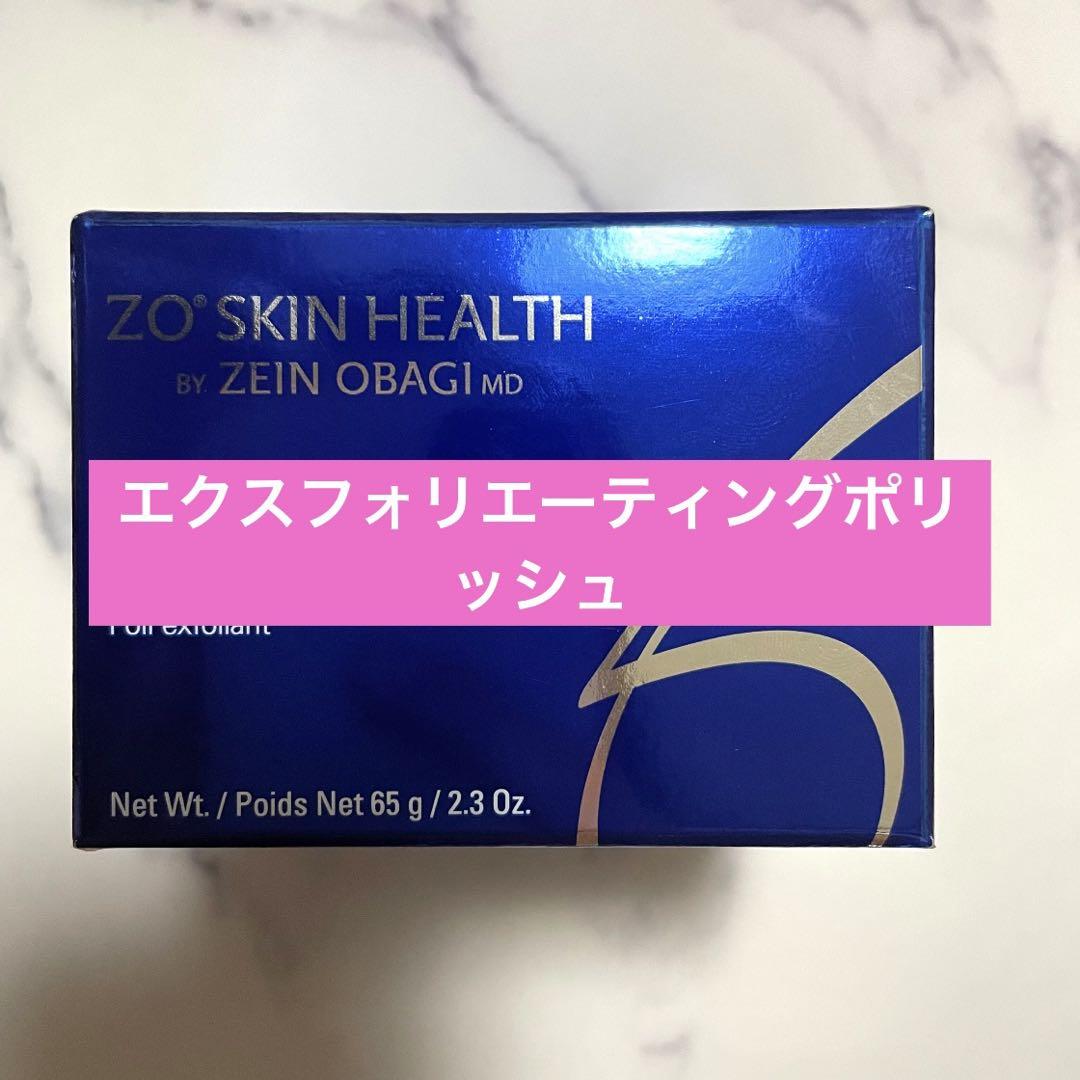 ZO® SKIN HEALTH
BY ZEIN OBAGI MD
エクスフォリエーティングポリ
ッシュ
exfoliant
Net Wt. / Poids Net 65 g / 2.3 Oz.